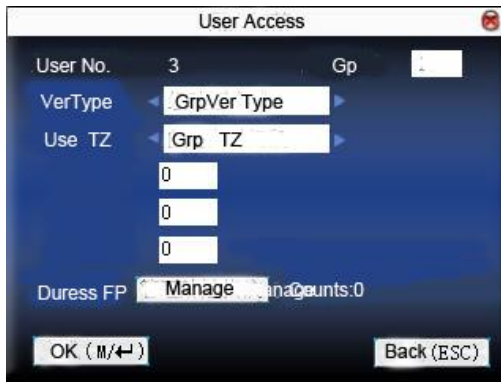 User Access
User No. 3 Gp 1
VerType GrpVer Type
Use TZ Grp TZ
0
0
0
Duress FP Manage Counts:0
OK (M/↵) Back (ESC)